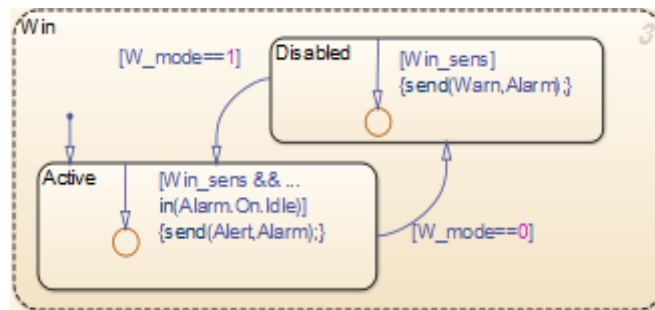 Win
3
[W_mode==1]
Disabled
[Win_sens]
{send(Warn,Alarm);}
Active
[Win_sens && ...
in(Alarm.On.Idle)]
{send(Alert,Alarm);}
[W_mode==0]